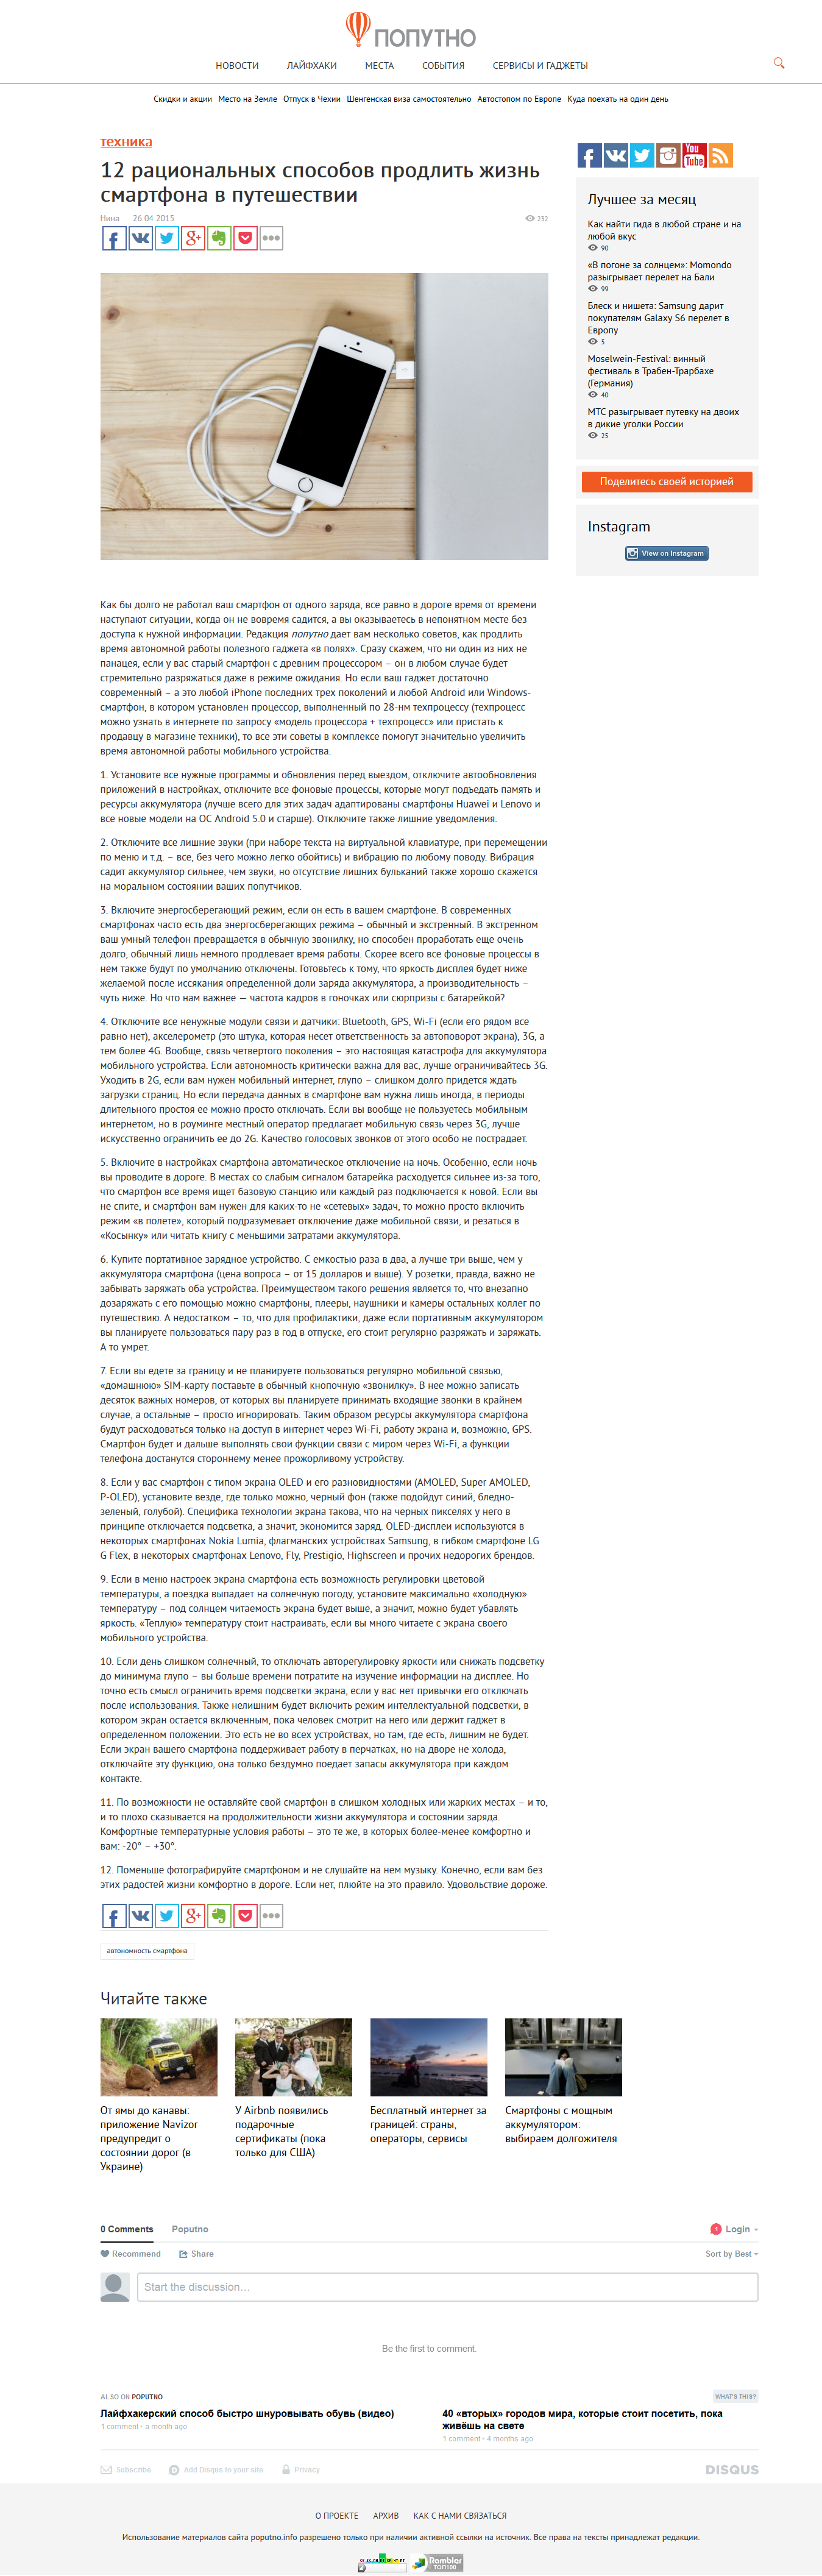 ПОПУТНО
НОВОСТИ ЛАЙФХАКИ МЕСТА СОБЫТИЯ СЕРВИСЫ И ГАДЖЕТЫ
Скидки и акции Место на Земле Отпуск в Чехии Шенгенская виза самостоятельно Автостопом по Европе Куда поехать на один день
техника
12 рациональных способов продлить жизнь
смартфона в путешествии
Нина 26 04 2015 232
You Tube
Лучшее за месяц
Как найти гида в любой стране и на
любой вкус
90
«В погоне за солнцем»: Momondo
разыгрывает перелет на Бали
99
Блеск и нишета: Samsung дарит
покупателям Galaxy S6 перелет в
Европу
5
Moselwein-Festival: винный
фестиваль в Трабен-Трарбахе
(Германия)
40
МТС разыгрывает путевку на двоих
в дикие уголки России
25
Поделитесь своей историей
Instagram
View on Instagram
Как бы долго не работал ваш смартфон от одного заряда, все равно в дороге время от времени
наступают ситуации, когда он не вовремя садится, а вы оказываетесь в непонятном месте без
доступа к нужной информации. Редакция попутно дает вам несколько советов, как продлить
время автономной работы полезного гаджета «в полях». Сразу скажем, что ни один из них не
панацея, если у вас старый смартфон с древним процессором – он в любом случае будет
стремительно разряжаться даже в режиме ожидания. Но если ваш гаджет достаточно
современный – а это любой iPhone последних трех поколений и любой Android или Windows-
смартфон, в котором установлен процессор, выполненный по 28-нм техпроцессу (техпроцесс
можно узнать в интернете по запросу «модель процессора + техпроцесс» или пристать к
продавцу в магазине техники), то все эти советы в комплексе помогут значительно увеличить
время автономной работы мобильного устройства.
1. Установите все нужные программы и обновления перед выездом, отключите автообновления
приложений в настройках, отключите все фоновые процессы, которые могут подъедать память и
ресурсы аккумулятора (лучше всего для этих задач адаптированы смартфоны Huawei и Lenovo и
все новые модели на ОС Android 5.0 и старше). Отключите также лишние уведомления.
2. Отключите все лишние звуки (при наборе текста на виртуальной клавиатуре, при перемещении
по меню и т.д. – все, без чего можно легко обойтись) и вибрацию по любому поводу. Вибрация
садит аккумулятор сильнее, чем звуки, но отсутствие лишних бульканий также хорошо скажется
на моральном состоянии ваших попутчиков.
3. Включите энергосберегающий режим, если он есть в вашем смартфоне. В современных
смартфонах часто есть два энергосберегающих режима – обычный и экстренный. В экстренном
ваш умный телефон превращается в обычную звонилку, но способен проработать еще очень
долго, обычный лишь немного продлевает время работы. Скорее всего все фоновые процессы в
нем также будут по умолчанию отключены. Готовьтесь к тому, что яркость дисплея будет ниже
желаемой после иссякания определенной доли заряда аккумулятора, а производительность –
чуть ниже. Но что нам важнее — частота кадров в гоночках или сюрпризы с батарейкой?
4. Отключите все ненужные модули связи и датчики: Bluetooth, GPS, Wi-Fi (если его рядом все
равно нет), акселерометр (это штука, которая несет ответственность за автоповорот экрана), 3G, а
тем более 4G. Вообще, связь четвертого поколения – это настоящая катастрофа для аккумулятора
мобильного устройства. Если автономность критически важна для вас, лучше ограничивайтесь 3G.
Уходить в 2G, если вам нужен мобильный интернет, глупо – слишком долго придется ждать
загрузки страниц. Но если передача данных в смартфоне вам нужна лишь иногда, в периоды
длительного простоя ее можно просто отключать. Если вы вообще не пользуетесь мобильным
интернетом, но в роуминге местный оператор предлагает мобильную связь через 3G, лучше
искусственно ограничить ее до 2G. Качество голосовых звонков от этого особо не пострадает.
5. Включите в настройках смартфона автоматическое отключение на ночь. Особенно, если ночь
вы проводите в дороге. В местах со слабым сигналом батарейка расходуется сильнее из-за того,
что смартфон все время ищет базовую станцию или каждый раз подключается к новой. Если вы
не спите, и смартфон вам нужен для каких-то не «сетевых» задач, то можно просто включить
режим «в полете», который подразумевает отключение даже мобильной связи, и резаться в
«Косынку» или читать книгу с меньшими затратами аккумулятора.
6. Купите портативное зарядное устройство. С емкостью раза в два, а лучше три выше, чем у
аккумулятора смартфона (цена вопроса – от 15 долларов и выше). У розетки, правда, важно не
забывать заряжать оба устройства. Преимуществом такого решения является то, что внезапно
дозаряжать с его помощью можно смартфоны, плееры, наушники и камеры остальных коллег по
путешествию. А недостатком – то, что для профилактики, даже если портативным аккумулятором
вы планируете пользоваться пару раз в год в отпуске, его стоит регулярно разряжать и заряжать.
А то умрет.
7. Если вы едете за границу и не планируете пользоваться регулярно мобильной связью,
«домашнюю» SIM-карту поставьте в обычный кнопочную «звонилку». В нее можно записать
десяток важных номеров, от которых вы планируете принимать входящие звонки в крайнем
случае, а остальные – просто игнорировать. Таким образом ресурсы аккумулятора смартфона
будут расходоваться только на доступ в интернет через Wi-Fi, работу экрана и, возможно, GPS.
Смартфон будет и дальше выполнять свои функции связи с миром через Wi-Fi, а функции
телефона достанутся стороннему менее прожорливому устройству.
8. Если у вас смартфон с типом экрана OLED и его разновидностями (AMOLED, Super AMOLED,
P-OLED), установите везде, где только можно, черный фон (также подойдут синий, бледно-
зеленый, голубой). Специфика технологии экрана такова, что на черных пикселях у него в
принципе отключается подсветка, а значит, экономится заряд. OLED-дисплеи используются в
некоторых смартфонах Nokia Lumia, флагманских устройствах Samsung, в гибком смартфоне LG
G Flex, в некоторых смартфонах Lenovo, Fly, Prestigio, Highscreen и прочих недорогих брендов.
9. Если в меню настроек экрана смартфона есть возможность регулировки цветовой
температуры, а поездка выпадает на солнечную погоду, установите максимально «холодную»
температуру – под солнцем читаемость экрана будет выше, а значит, можно будет убавлять
яркость. «Теплую» температуру стоит настраивать, если вы много читаете с экрана своего
мобильного устройства.
10. Если день слишком солнечный, то отключать авторегулировку яркости или снижать подсветку
до минимума глупо – вы больше времени потратите на изучение информации на дисплее. Но
точно есть смысл ограничить время подсветки экрана, если у вас нет привычки его отключать
после использования. Также нелишним будет включить режим интеллектуальной подсветки, в
котором экран остается включенным, пока человек смотрит на него или держит гаджет в
определенном положении. Это есть не во всех устройствах, но там, где есть, лишним не будет.
Если экран вашего смартфона поддерживает работу в перчатках, но на дворе не холода,
отключайте эту функцию, она только бездумно поедает запасы аккумулятора при каждом
контакте.
11. По возможности не оставляйте свой смартфон в слишком холодных или жарких местах – и то,
и то плохо сказывается на продолжительности жизни аккумулятора и состоянии заряда.
Комфортные температурные условия работы – это те же, в которых более-менее комфортно и
вам: -20° – +30°.
12. Поменьше фотографируйте смартфоном и не слушайте на нем музыку. Конечно, если вам без
этих радостей жизни комфортно в дороге. Если нет, плюйте на это правило. Удовольствие дороже.
автономность смартфона
Читайте также
От ямы до канавы:
приложение Navizor
предупредит о
состоянии дорог (в
Украине)
У Airbnb появились
подарочные
сертификаты (пока
только для США)
Бесплатный интернет за
границей: страны,
операторы, сервисы
Смартфоны с мощным
аккумулятором:
выбираем долгожителя
0 Comments Poputno 1 Login
Recommend Share Sort by Best
Start the discussion…
Be the first to comment.
ALSO ON POPUTNO WHAT'S THIS?
Лайфхакерский способ быстро шнуровывать обувь (видео)
1 comment • a month ago
40 «вторых» городов мира, которые стоит посетить, пока
живёшь на свете
1 comment • 4 months ago
Subscribe Add Disqus to your site Privacy DISQUS
О ПРОЕКТЕ АРХИВ КАК С НАМИ СВЯЗАТЬСЯ
Использование материалов сайта poputno.info разрешено только при наличии активной ссылки на источник. Все права на тексты принадлежат редакции.
Rambler
ТОП100